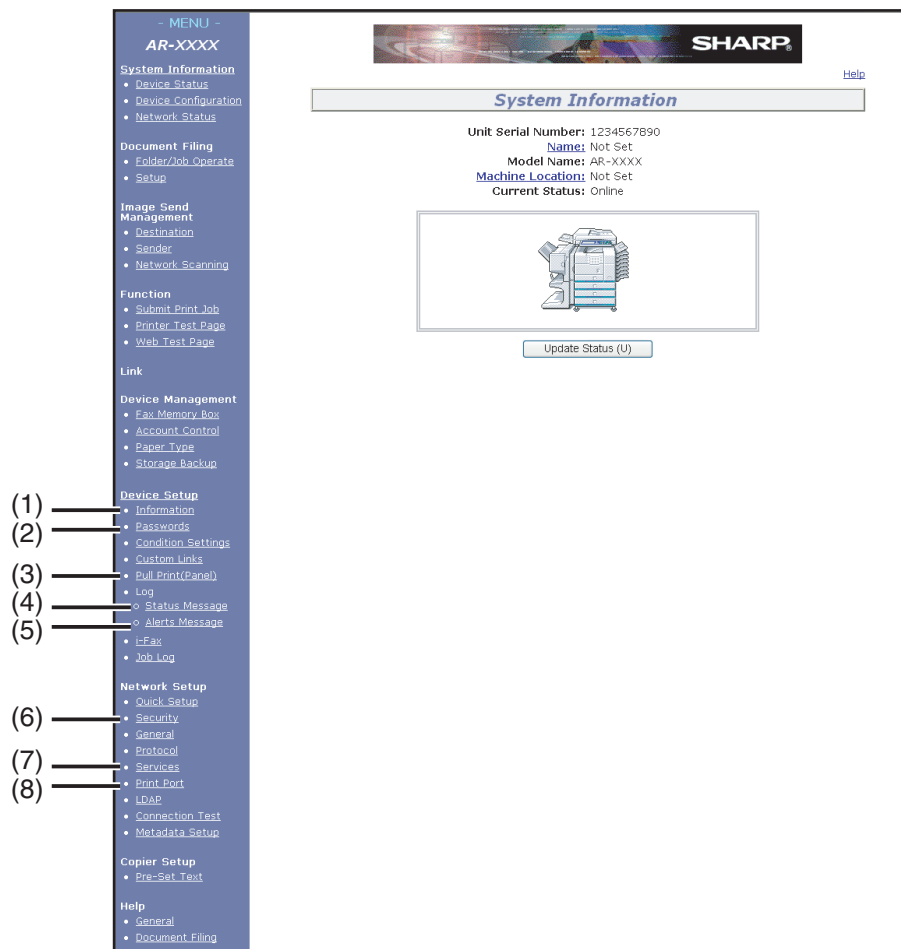 - MENU -
AR-XXXX
System Information
• Device Status
• Device Configuration
• Network Status
Document Filing
• Folder/Job Operate
• Setup
Image Send
Management
• Destination
• Sender
• Network Scanning
Function
• Submit Print Job
• Printer Test Page
• Web Test Page
Link
Device Management
• Fax Memory Box
• Account Control
• Paper Type
• Storage Backup
Device Setup
(1) • Information
(2) • Passwords
• Condition Settings
• Custom Links
(3) • Pull Print(Panel)
• Log
(4) o Status Message
(5) o Alerts Message
• i-Fax
• Job Log
Network Setup
• Quick Setup
(6) • Security
• General
• Protocol
(7) • Services
(8) • Print Port
• LDAP
• Connection Test
• Metadata Setup
Copier Setup
• Pre-Set Text
Help
• General
• Document Filing
SHARP®
Help
System Information
Unit Serial Number: 1234567890
Name: Not Set
Model Name: AR-XXXX
Machine Location: Not Set
Current Status: Online
Update Status (U)